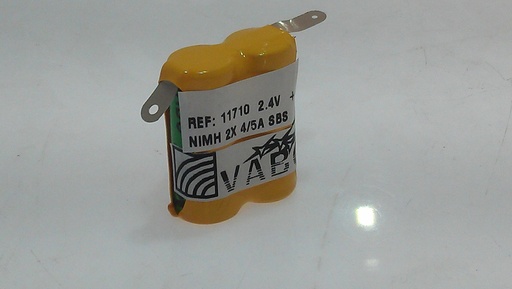 REF: 11710 2.4V +
NIMH 2X 4/5A SBS